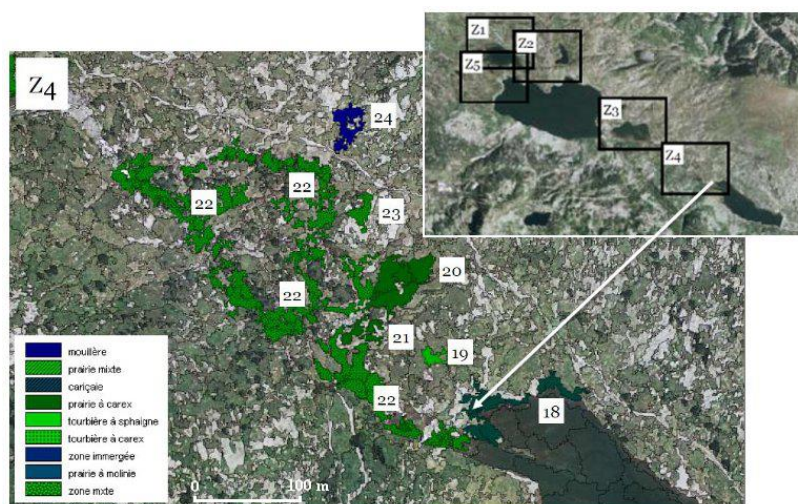 Z1
Z2
Z5
Z3
Z4
Z4
24
22
22
23
20
22
21
19
22
18
mouillère
prairie mixte
cariçaie
prairie à carex
tourbière à sphaigne
tourbière à carex
zone immergée
prairie à molinie
zone mxte
0 100 m